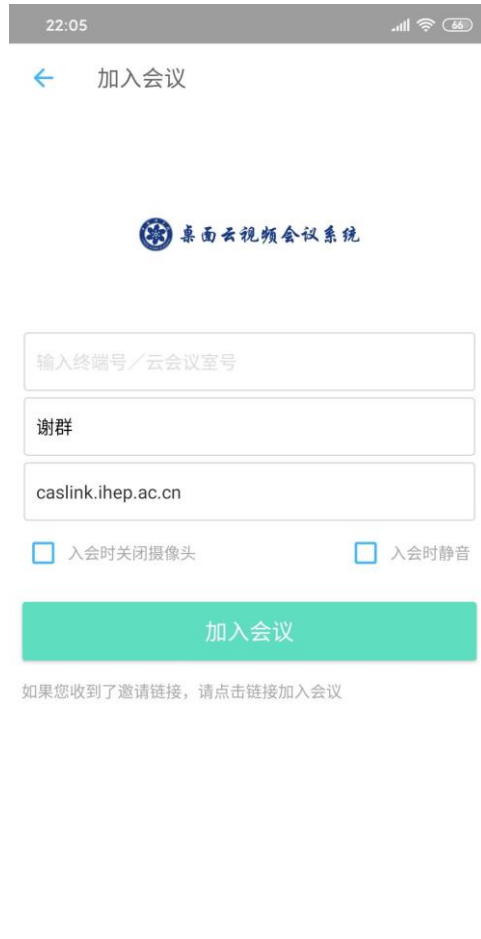 22:05
66
加入会议
桌面云视频会议系统
输入终端号／云会议室号
谢群
caslink.ihep.ac.cn
入会时关闭摄像头
入会时静音
加入会议
如果您收到了邀请链接，请点击链接加入会议